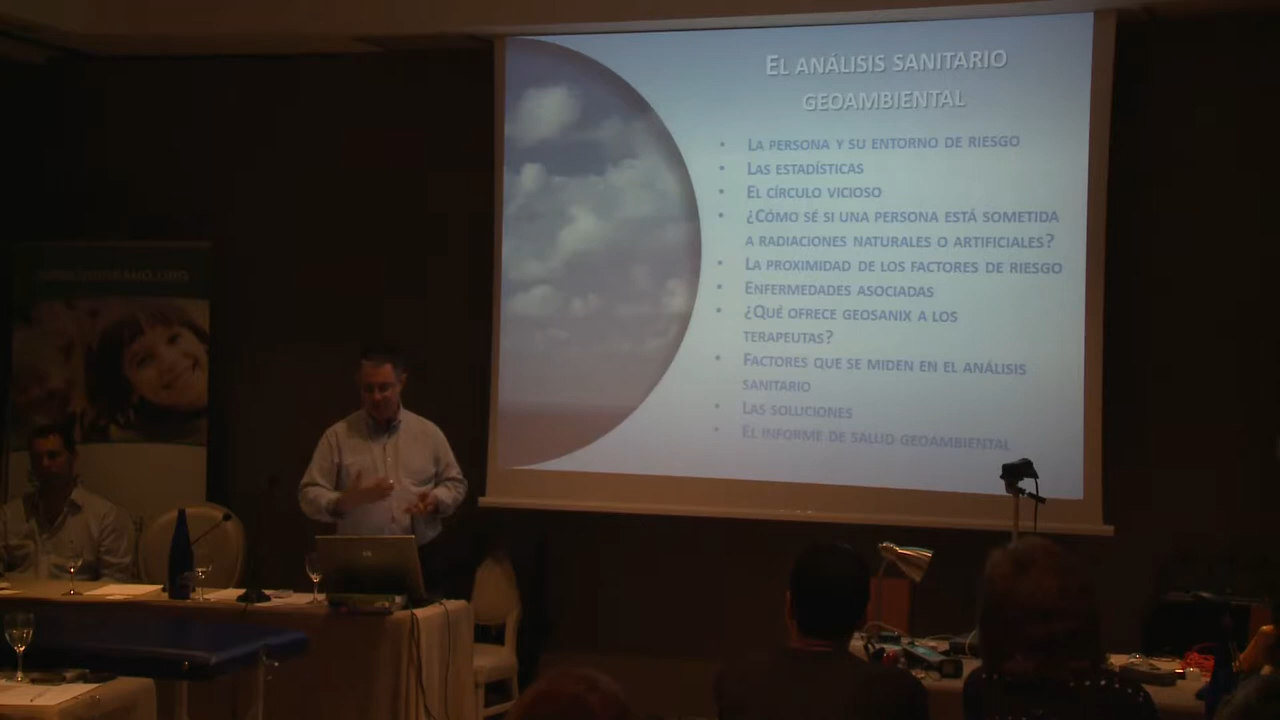 EL ANÁLISIS SANITARIO
GEOAMBIENTAL
• LA PERSONA Y SU ENTORNO DE RIESGO
• LAS ESTADÍSTICAS
• EL CÍRCULO VICIOSO
• ¿CÓMO SÉ SI UNA PERSONA ESTÁ SOMETIDA
A RADIACIONES NATURALES O ARTIFICIALES?
• LA PROXIMIDAD DE LOS FACTORES DE RIESGO
• ENFERMEDADES ASOCIADAS
• ¿QUÉ OFRECE GEOSANIX A LOS
TERAPEUTAS?
• FACTORES QUE SE MIDEN EN EL ANÁLISIS
SANITARIO
• LAS SOLUCIONES
• EL INFORME DE SALUD GEOAMBIENTAL